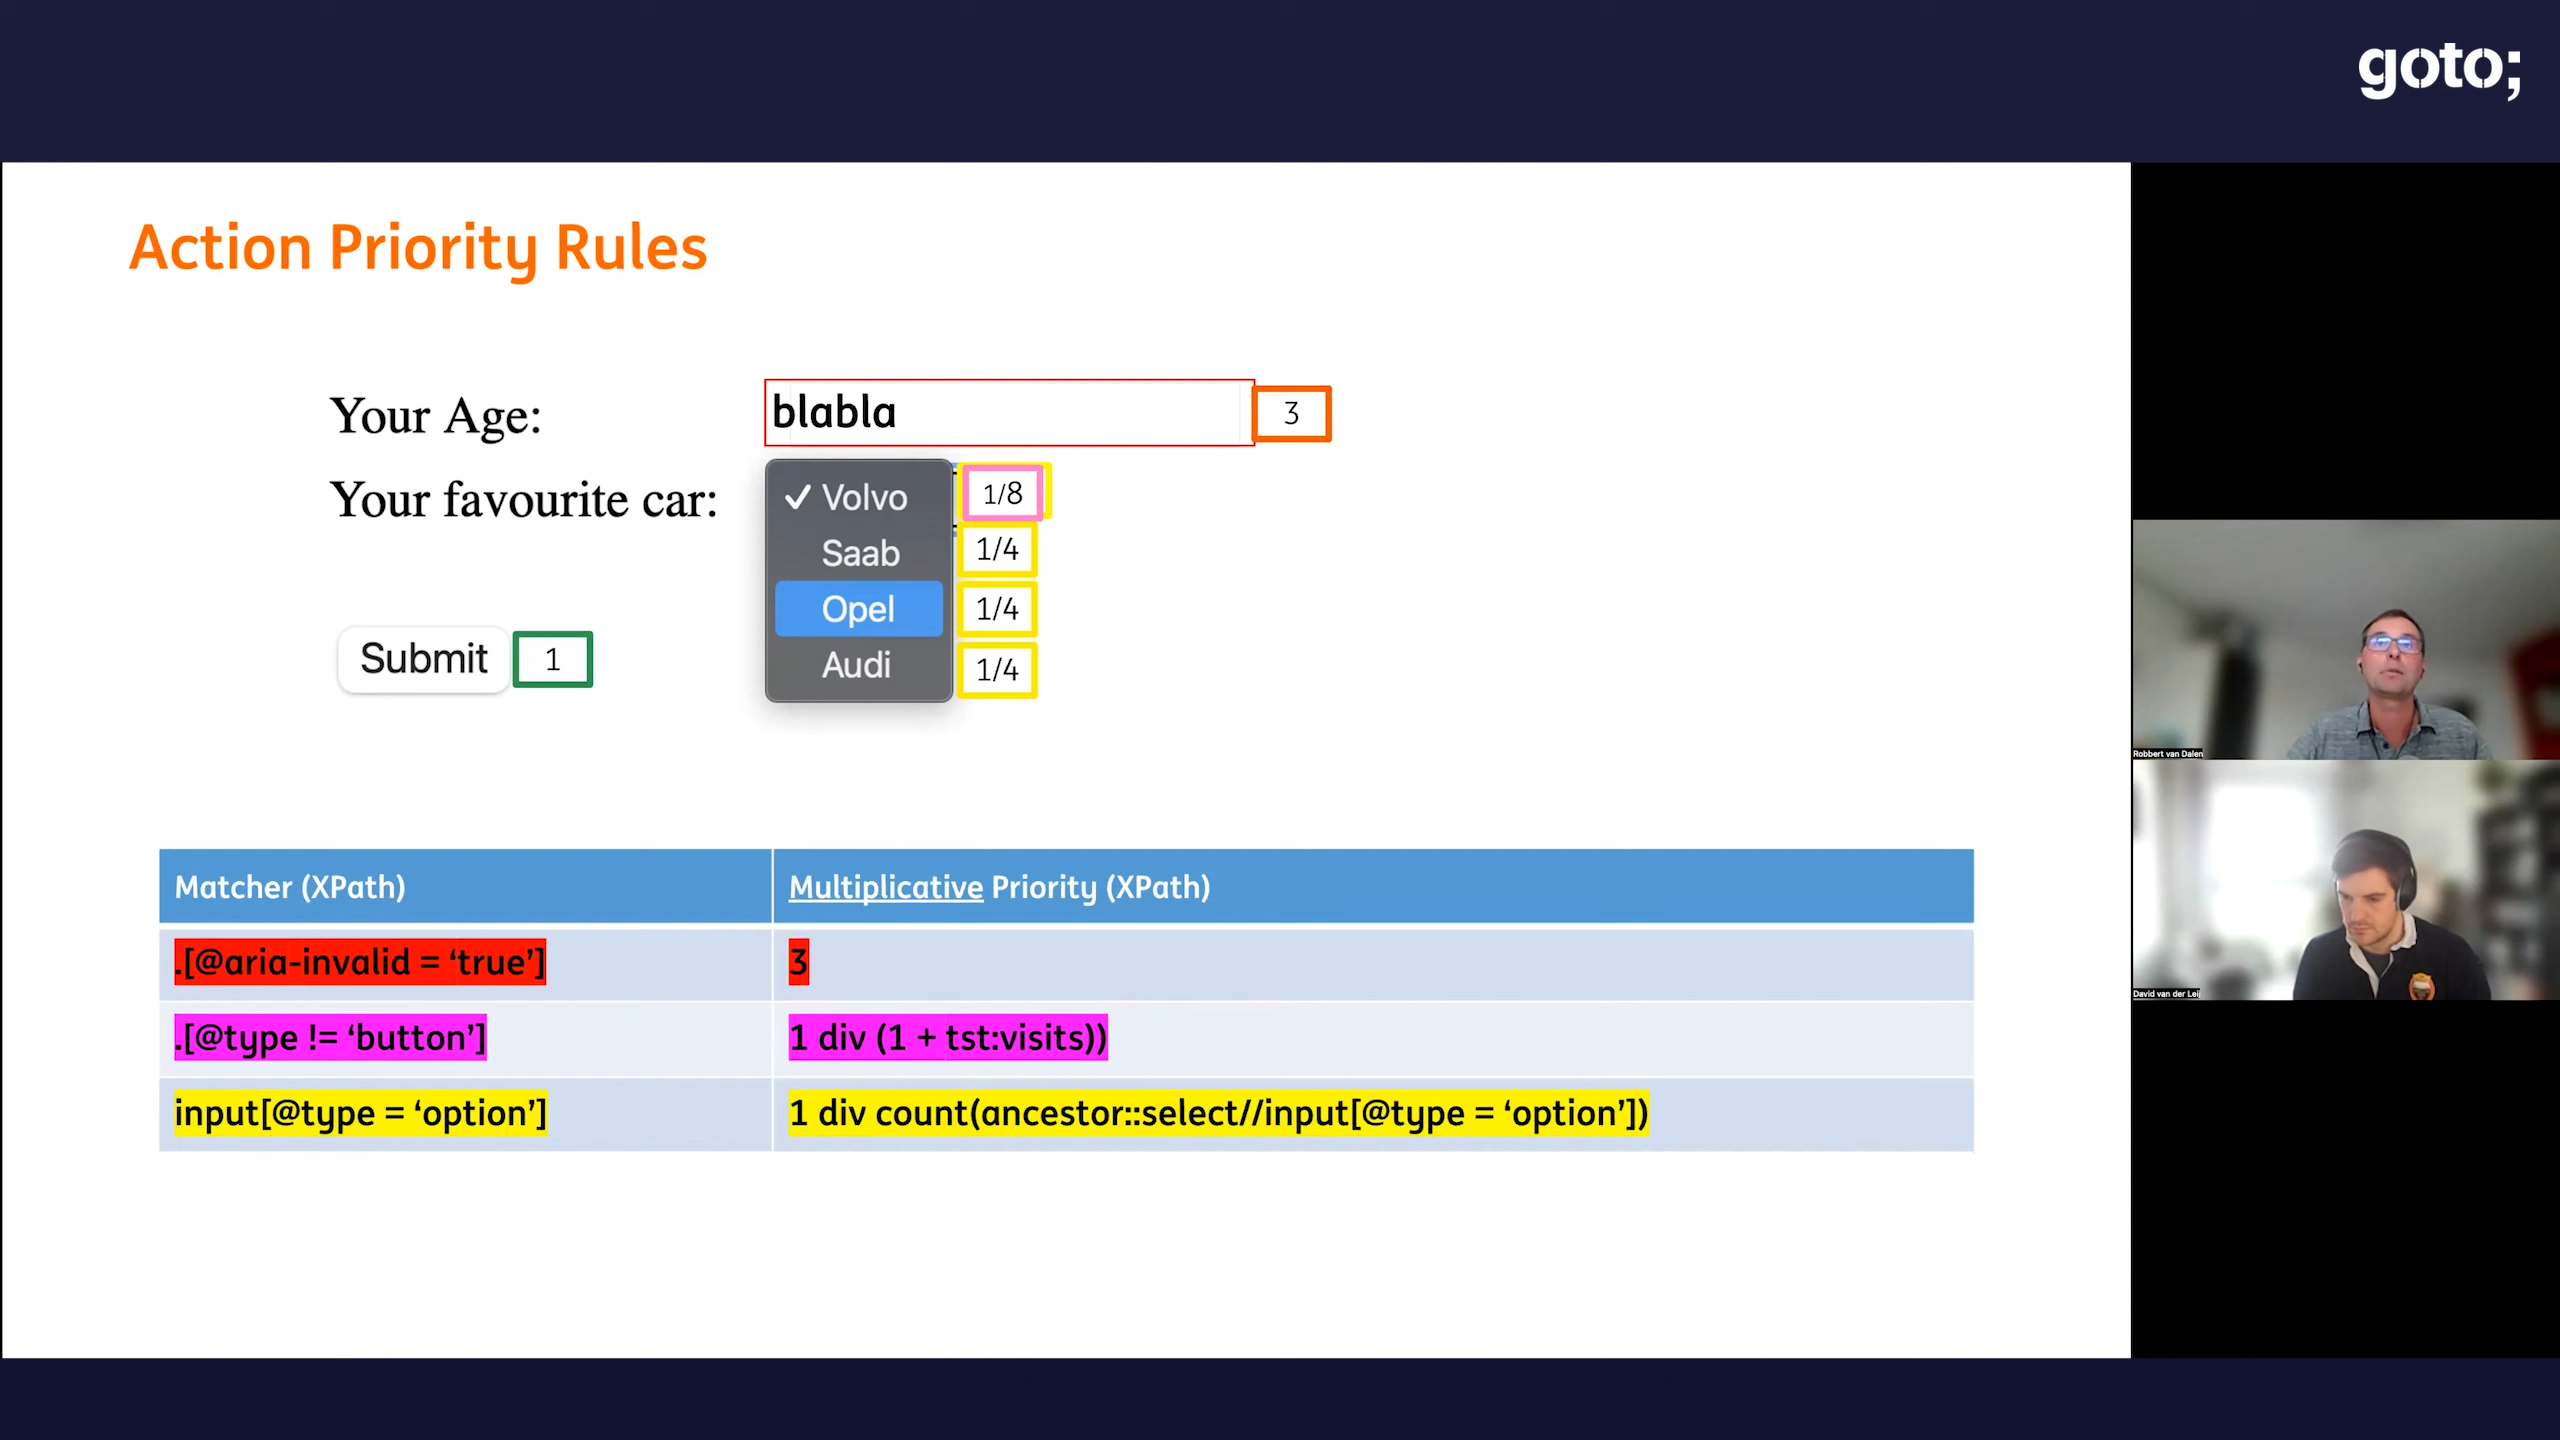 goto;
Action Priority Rules
Your Age:
blabla
3
Your favourite car:
✓ Volvo
1/8
Saab
1/4
Opel
1/4
Audi
1/4
Submit
1
Matcher (XPath)
Multiplicative Priority (XPath)
.[@aria-invalid = ‘true’]
3
.[@type != ‘button’]
1 div (1 + tst:visits))
input[@type = ‘option’]
1 div count(ancestor::select//input[@type = ‘option’])
Robbert van Dalen
David van der Leij